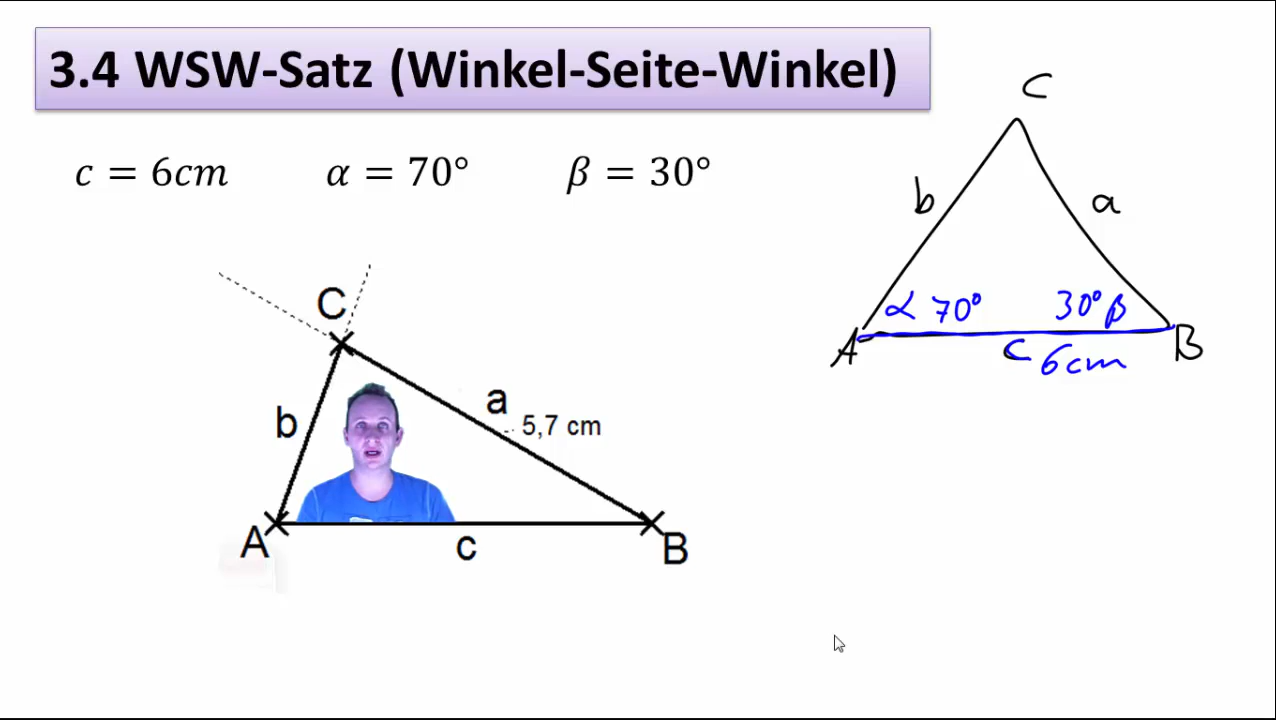 3.4 WSW-Satz (Winkel-Seite-Winkel)
c = 6cm α = 70° β = 30°
C
b a
α 70° 30° β
A B
c 6cm
C
a
b 5,7 cm
A c B